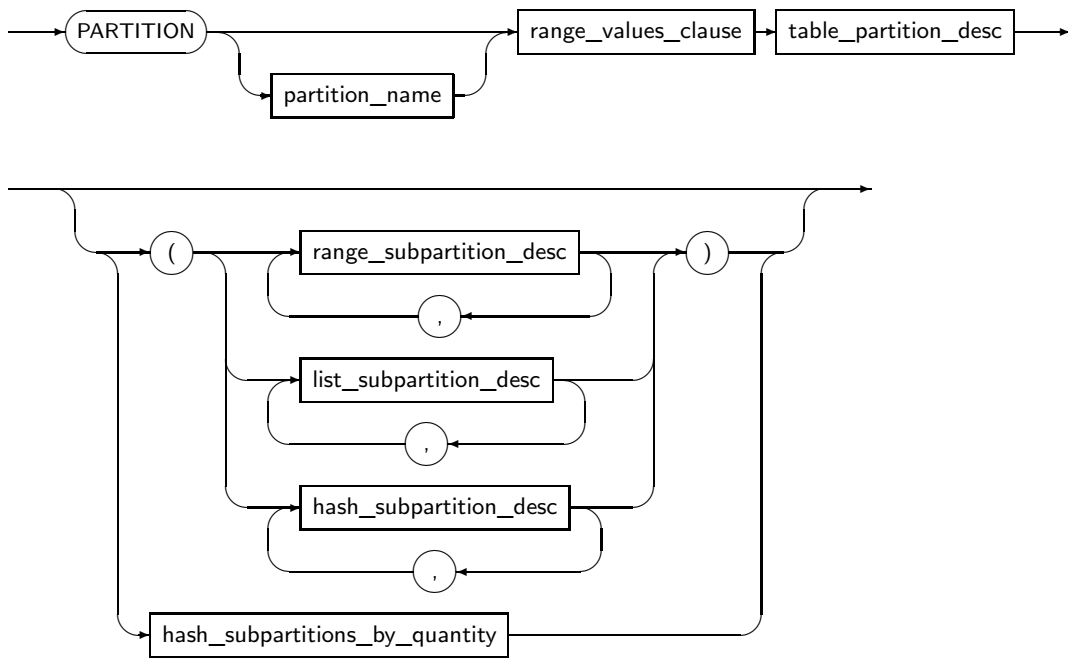 PARTITION range_values_clause table_partition_desc
partition_name
( range_subpartition_desc )
,
list_subpartition_desc
,
hash_subpartition_desc
,
hash_subpartitions_by_quantity